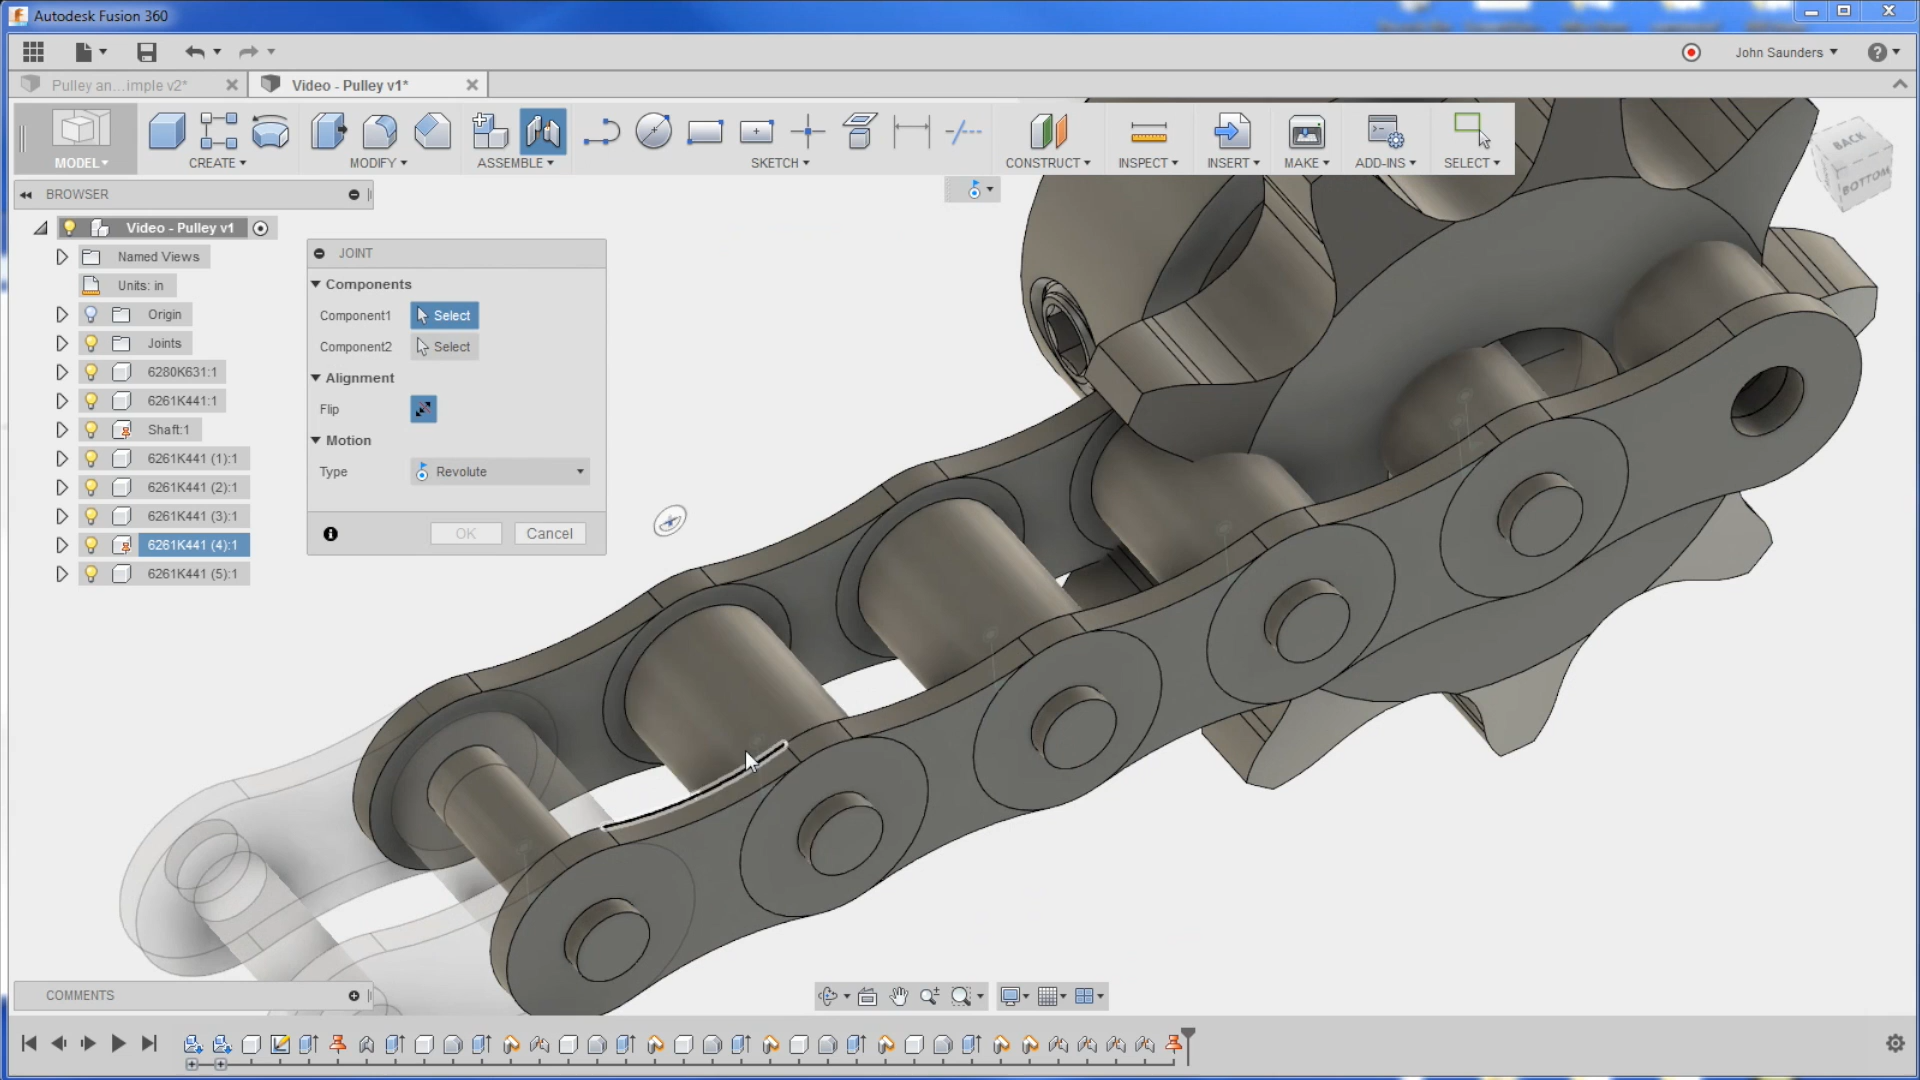 Autodesk Fusion 360
John Saunders
Pulley an...imple v2*
Video - Pulley v1*
MODEL
CREATE
MODIFY
ASSEMBLE
SKETCH
CONSTRUCT
INSPECT
INSERT
MAKE
ADD-INS
SELECT
BACK
BOTTOM
BROWSER
Video - Pulley v1
Named Views
Units: in
Origin
Joints
6280K631:1
6261K441:1
Shaft:1
6261K441 (1):1
6261K441 (2):1
6261K441 (3):1
6261K441 (4):1
6261K441 (5):1
JOINT
Components
Component1 Select
Component2 Select
Alignment
Flip
Motion
Type Revolute
OK Cancel
COMMENTS